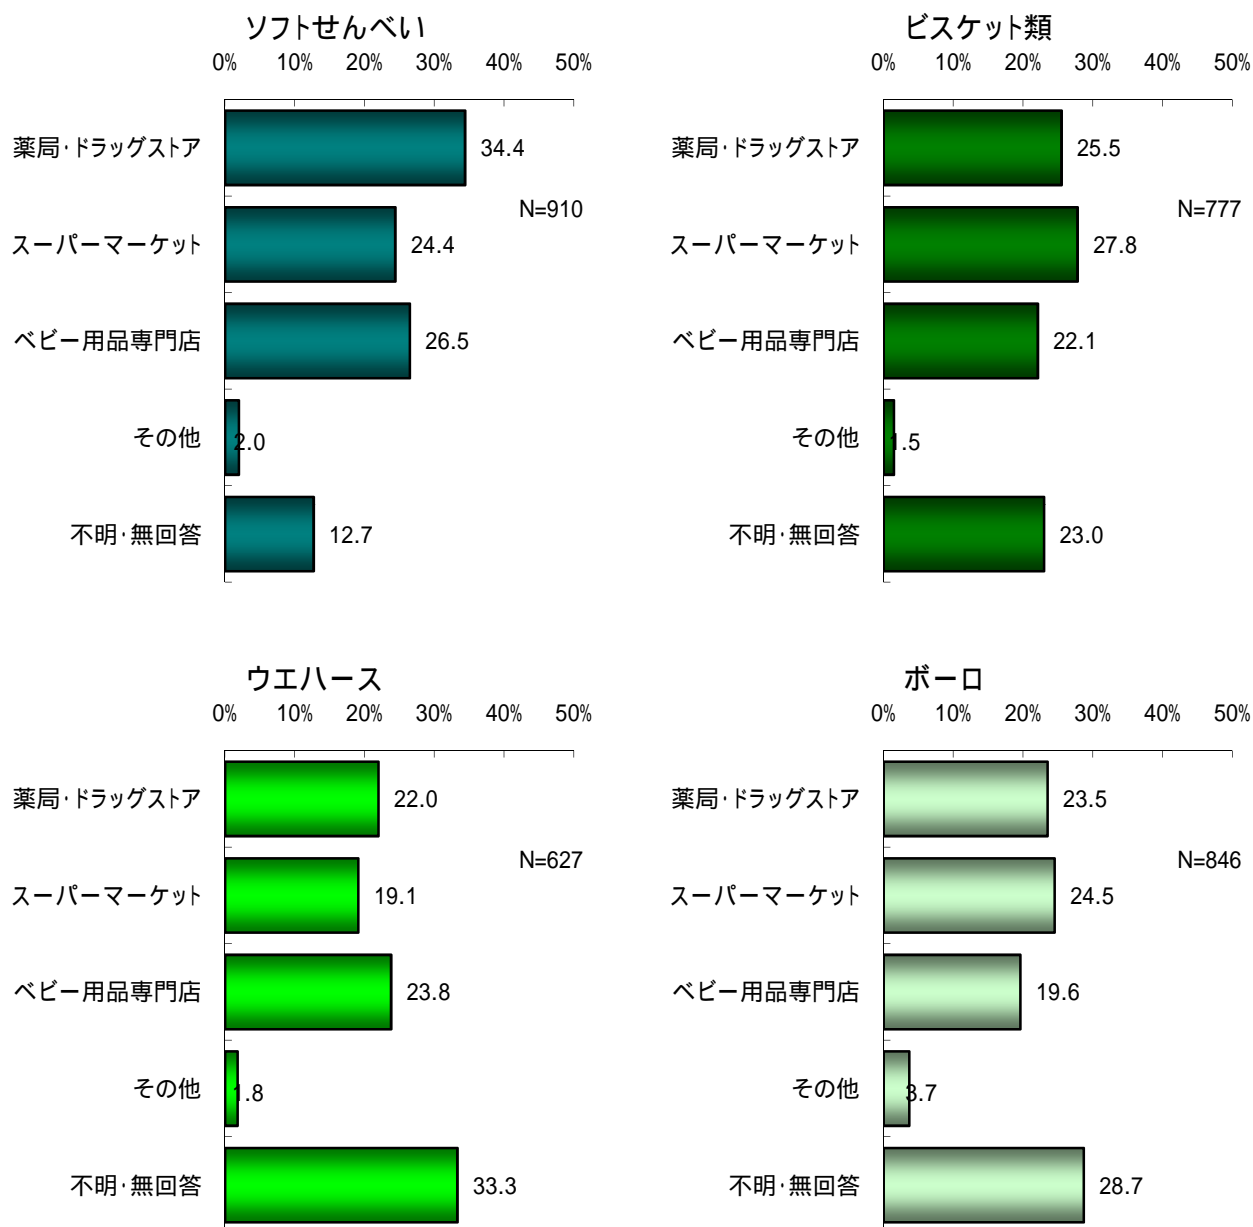 ソフトせんべい
0% 10% 20% 30% 40% 50%
薬局・ドラッグストア 34.4
N=910
スーパーマーケット 24.4
ベビー用品専門店 26.5
その他 2.0
不明・無回答 12.7
ビスケット類
0% 10% 20% 30% 40% 50%
薬局・ドラッグストア 25.5
N=777
スーパーマーケット 27.8
ベビー用品専門店 22.1
その他 1.5
不明・無回答 23.0
ウエハース
0% 10% 20% 30% 40% 50%
薬局・ドラッグストア 22.0
N=627
スーパーマーケット 19.1
ベビー用品専門店 23.8
その他 1.8
不明・無回答 33.3
ボーロ
0% 10% 20% 30% 40% 50%
薬局・ドラッグストア 23.5
N=846
スーパーマーケット 24.5
ベビー用品専門店 19.6
その他 3.7
不明・無回答 28.7